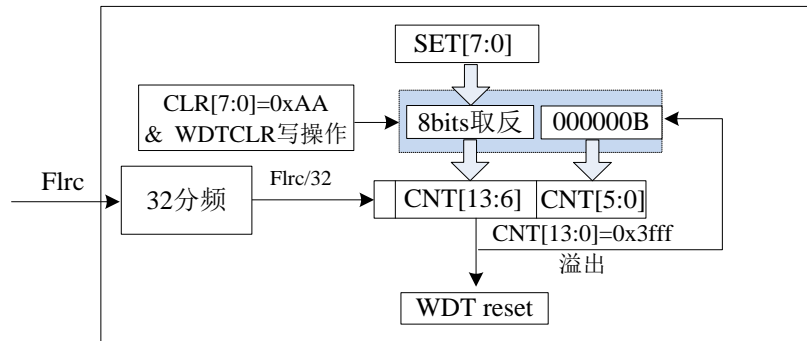 SET[7:0]
CLR[7:0]=0xAA
& WDTCLR写操作
8bits取反
000000B
Flrc
32分频
Flrc/32
CNT[13:6]
CNT[5:0]
CNT[13:0]=0x3fff
溢出
WDT reset